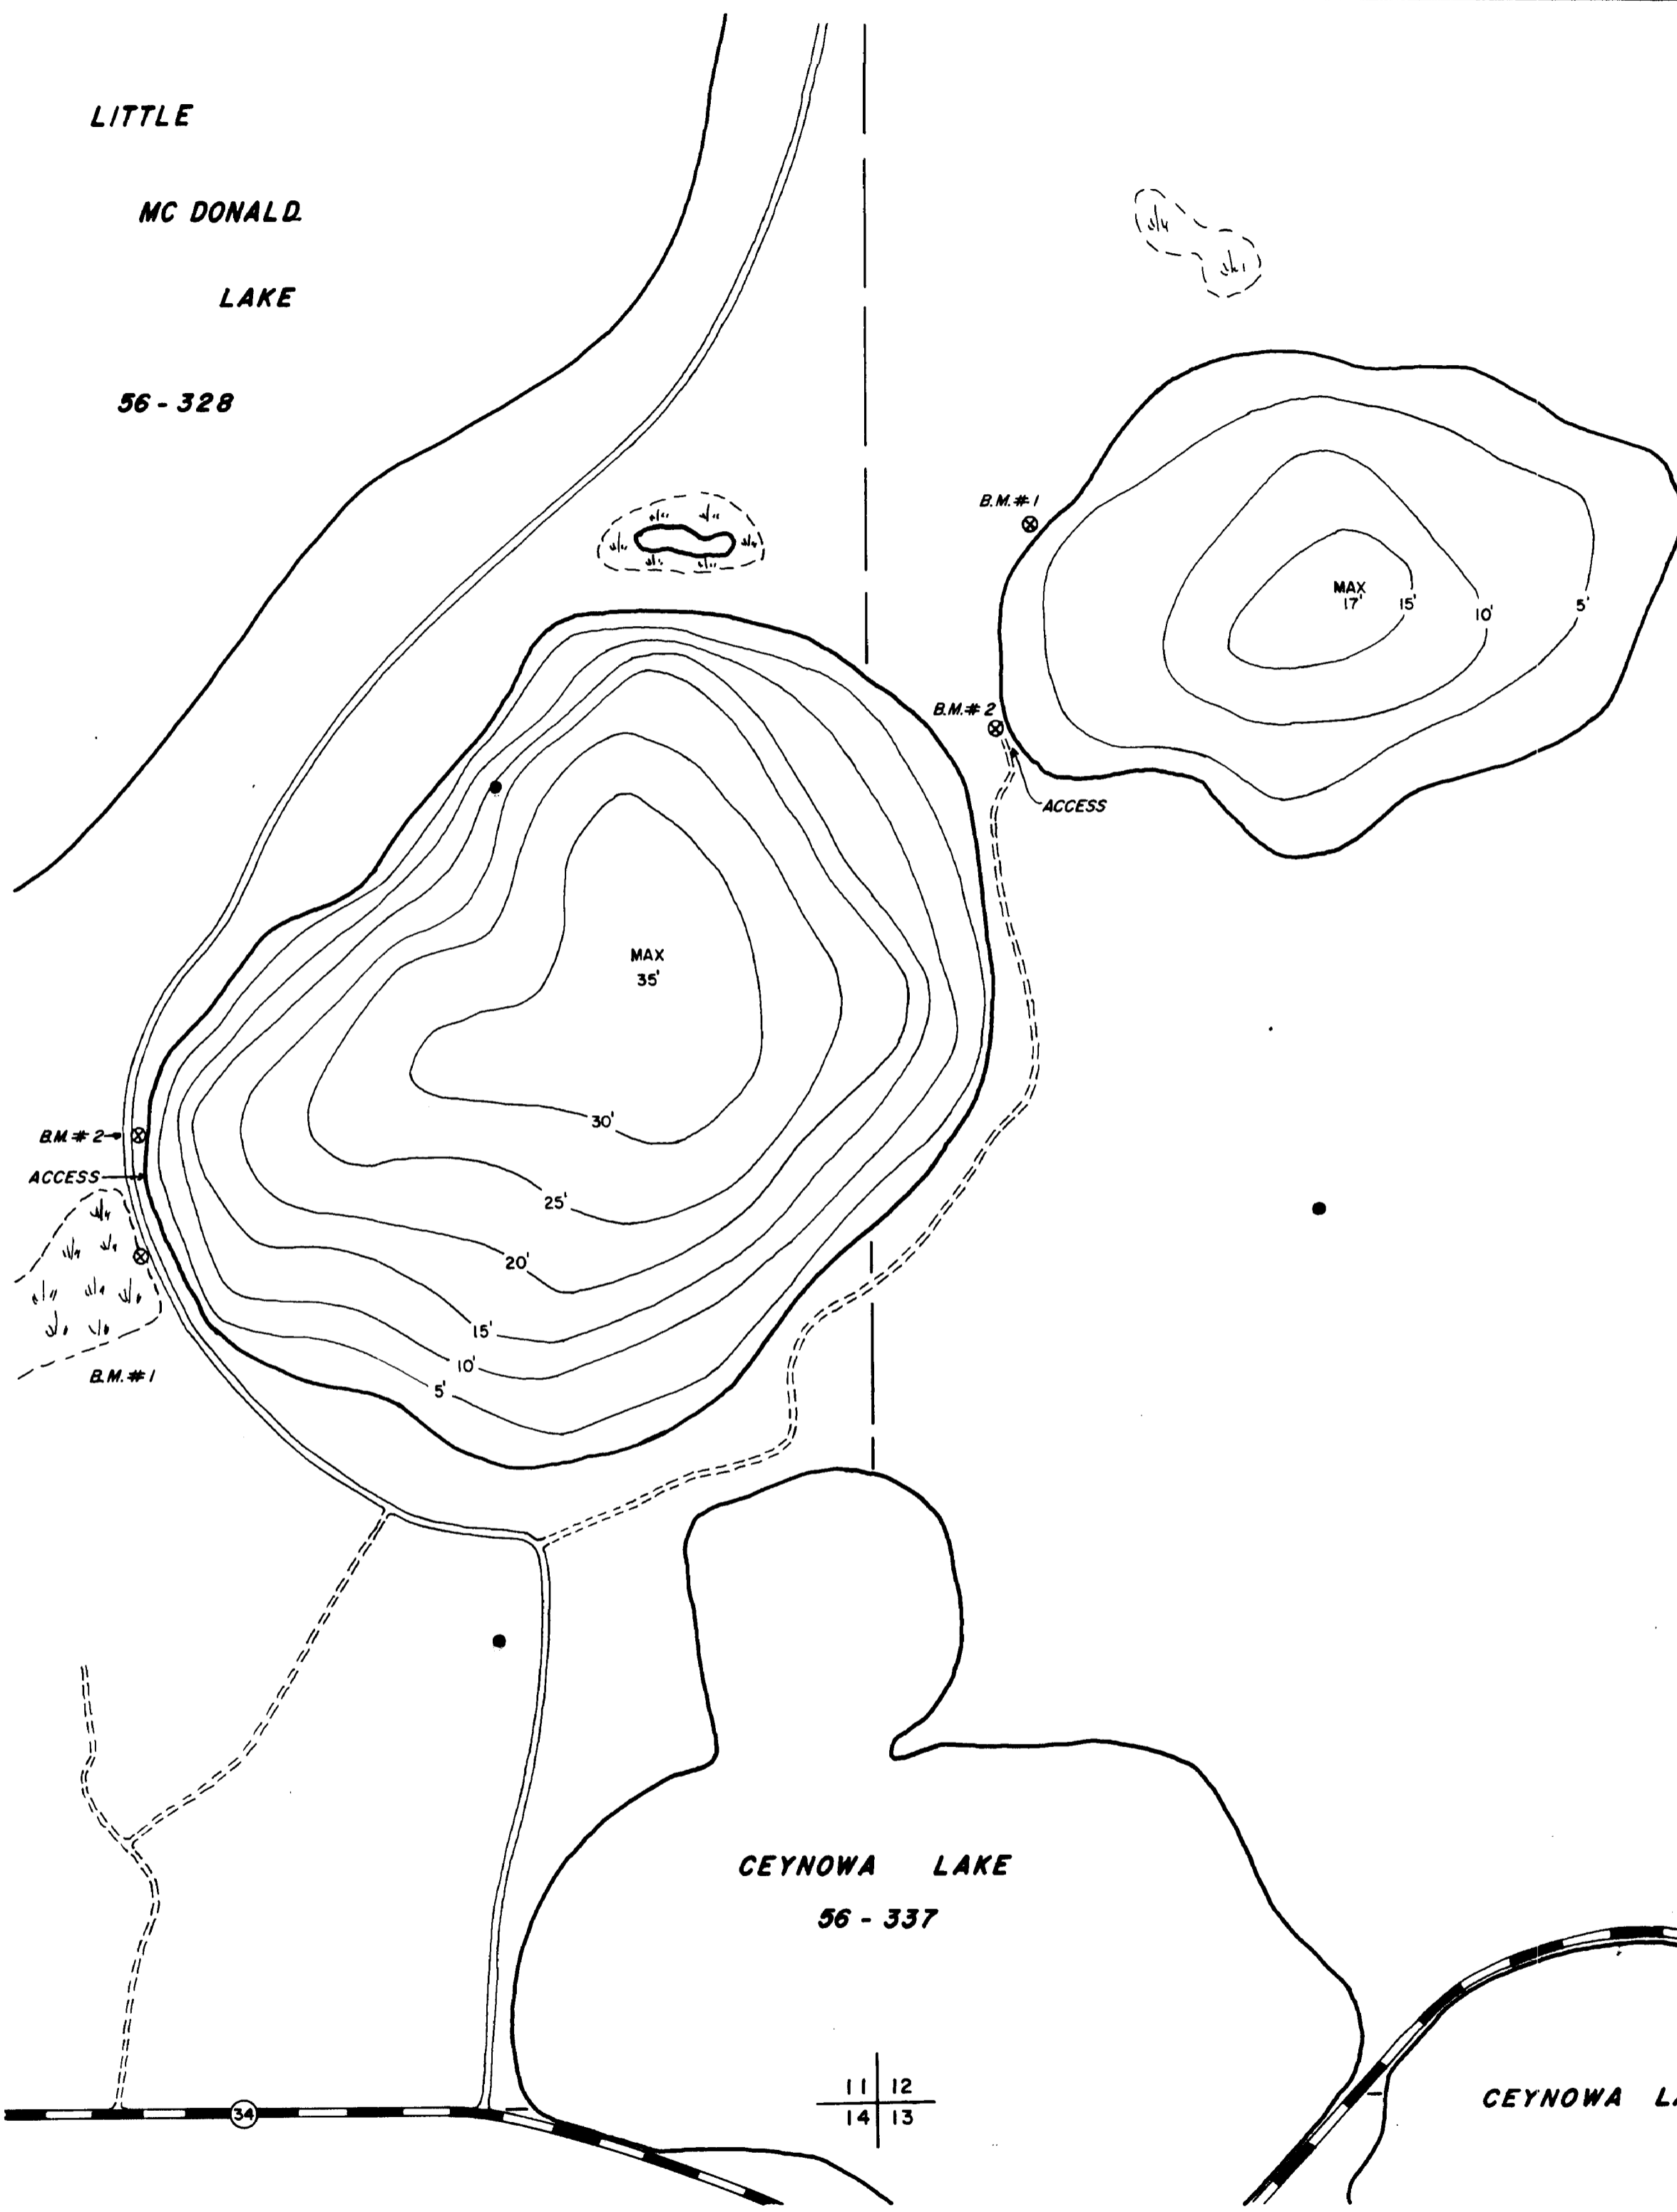 LITTLE
MC DONALD
LAKE
56 - 328
B.M. # 1
MAX
17'
15'
10'
5'
B.M. # 2
ACCESS
MAX
35'
30'
B.M. # 2
ACCESS
25'
20'
15'
10'
B.M. # 1
5'
CEYNOWA LAKE
56 - 337
11 12
14 13
34
CEYNOWA